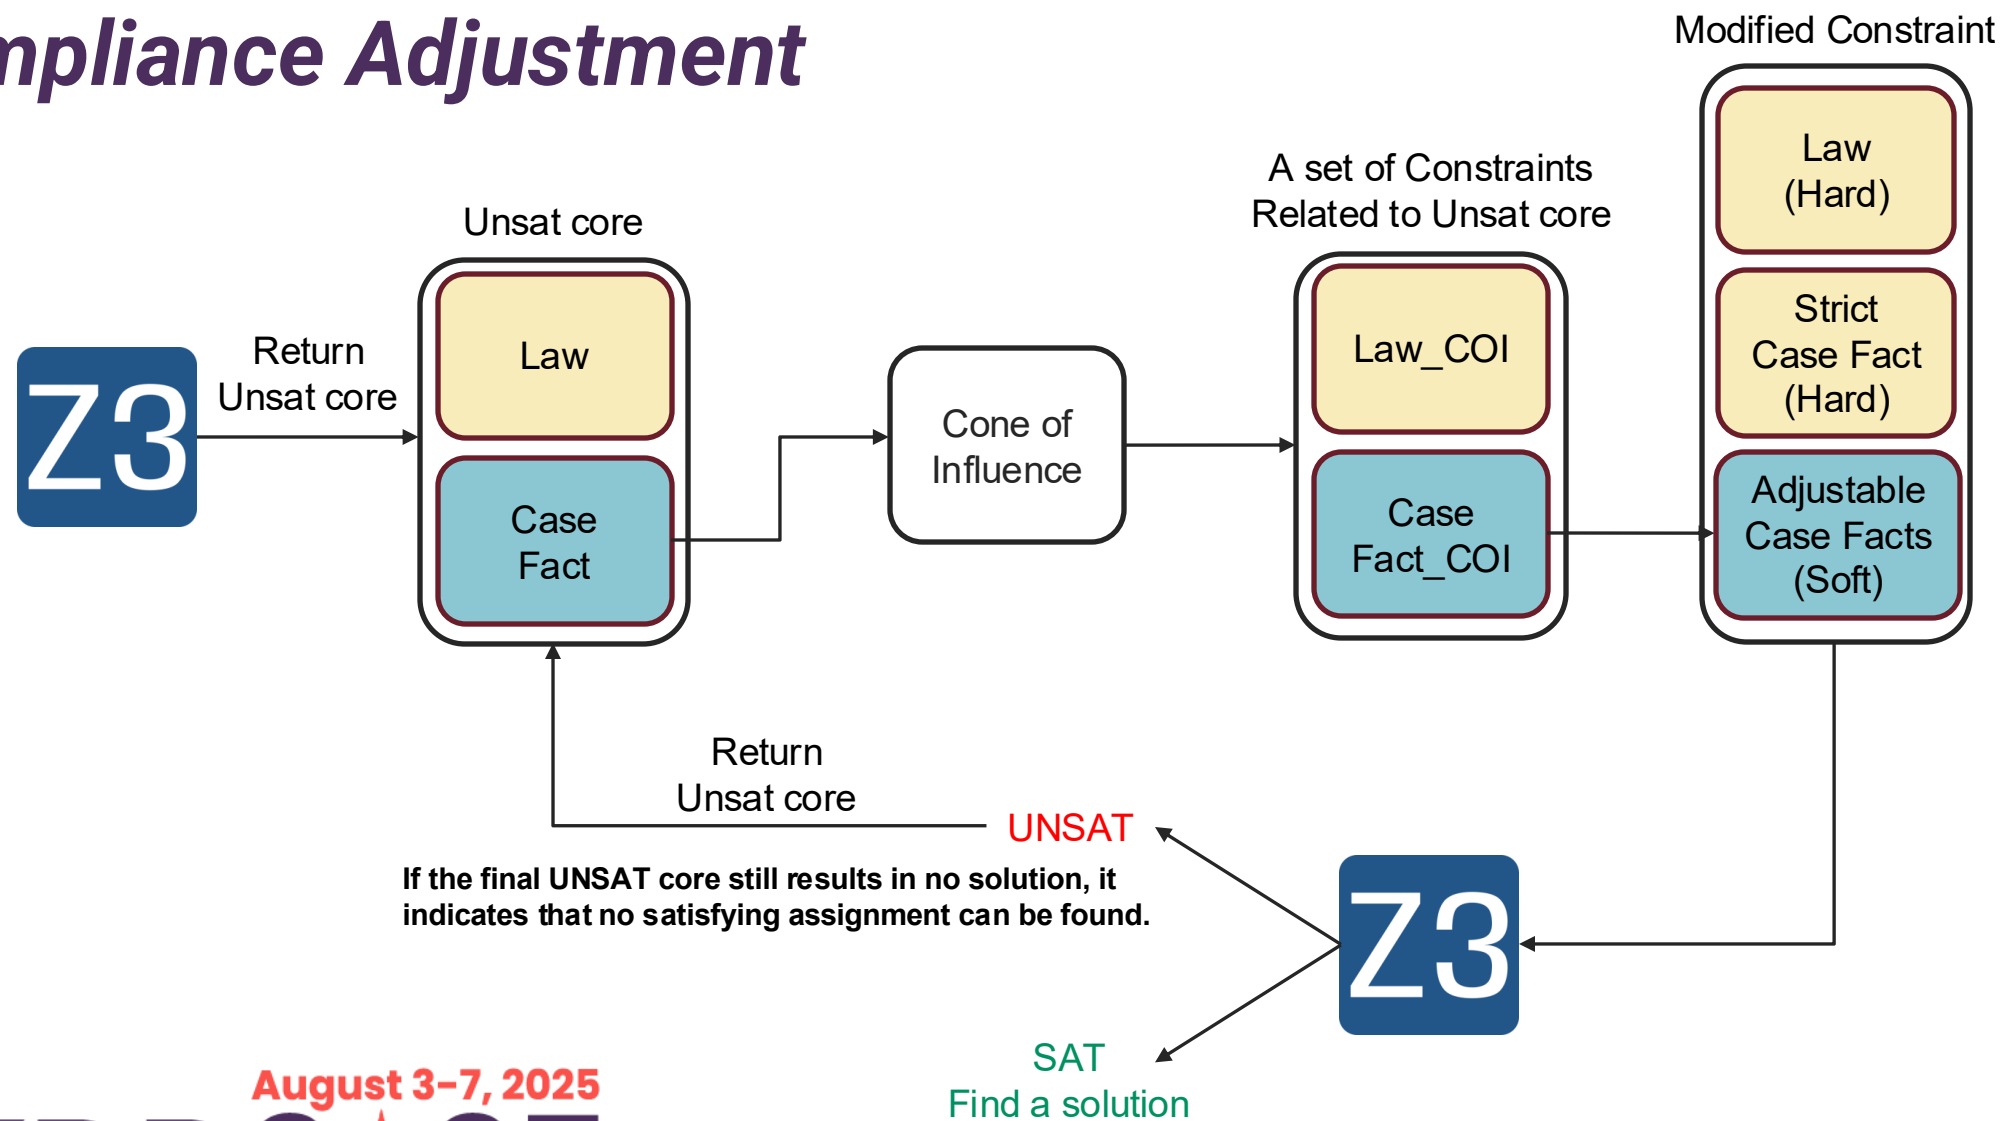 mpliance Adjustment
Modified Constraint
Law
(Hard)
Strict
Case Fact
(Hard)
Adjustable
Case Facts
(Soft)
A set of Constraints
Related to Unsat core
Law_COI
Case
Fact_COI
Unsat core
Law
Case
Fact
Z3
Return
Unsat core
Cone of
Influence
Return
Unsat core
UNSAT
If the final UNSAT core still results in no solution, it
indicates that no satisfying assignment can be found.
Z3
SAT
Find a solution
August 3–7, 2025